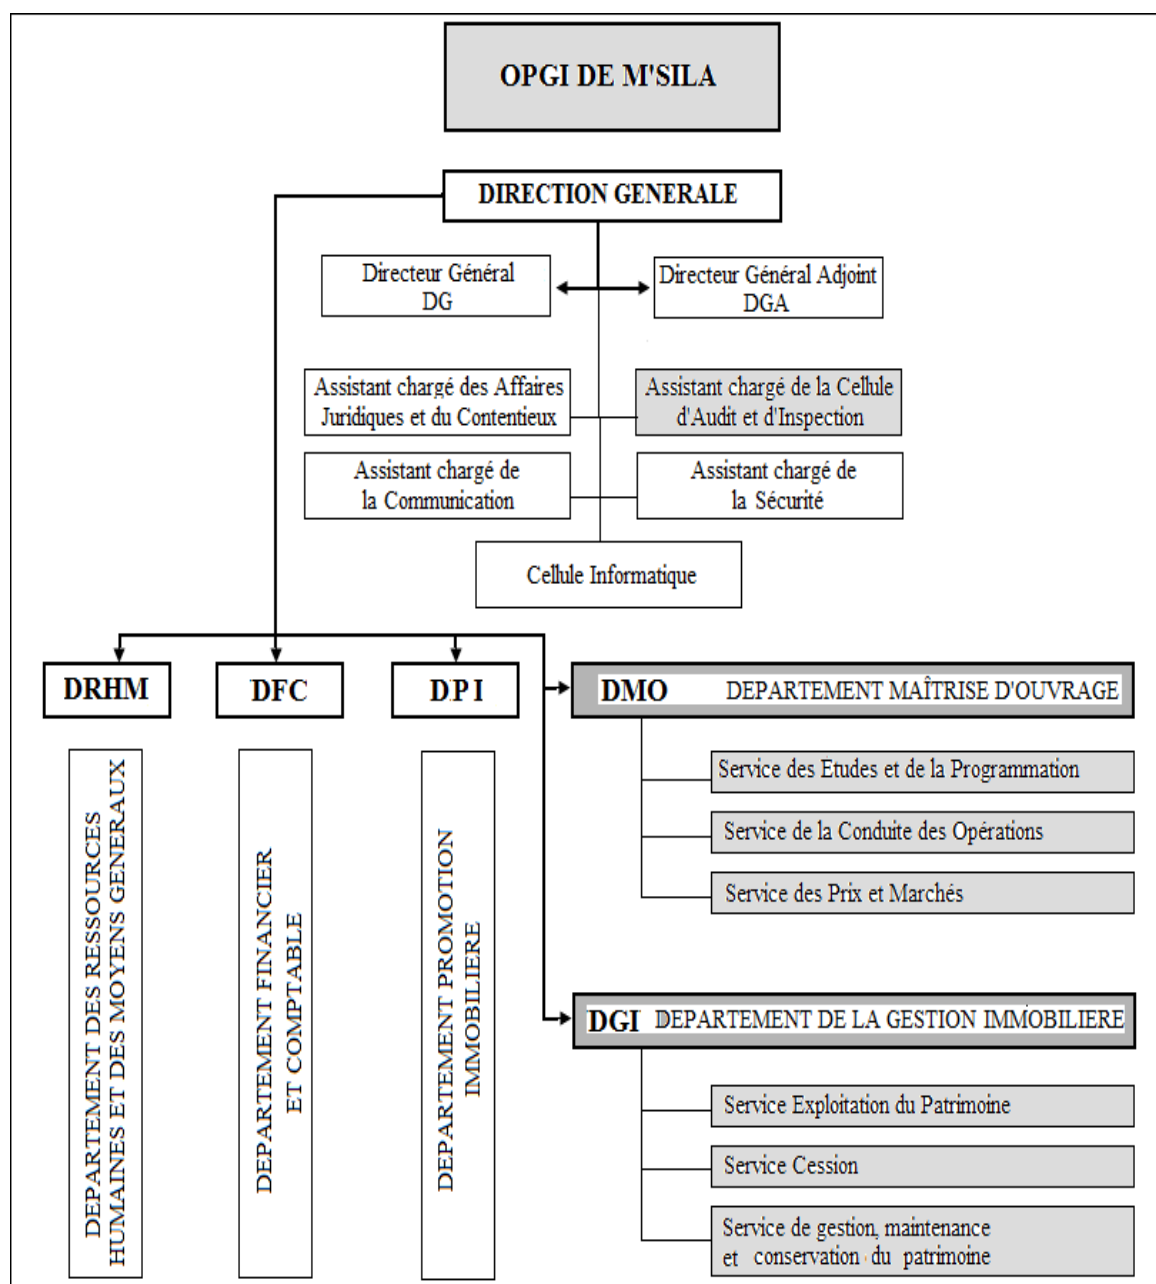 OPGI DE M'SILA
DIRECTION GENERALE
Directeur Général
DG
Directeur Général Adjoint
DGA
Assistant chargé des Affaires
Juridiques et du Contentieux
Assistant chargé de la Cellule
d'Audit et d'Inspection
Assistant chargé de
la Communication
Assistant chargé de
la Sécurité
Cellule Informatique
DRHM
DFC
DPI
DMO DEPARTEMENT MAÎTRISE D'OUVRAGE
DEPARTEMENT DES RESSOURCES
HUMAINES ET DES MOYENS GENERAUX
DEPARTEMENT FINANCIER
ET COMPTABLE
DEPARTEMENT PROMOTION
IMMOBILIERE
Service des Etudes et de la Programmation
Service de la Conduite des Opérations
Service des Prix et Marchés
DGI DEPARTEMENT DE LA GESTION IMMOBILIERE
Service Exploitation du Patrimoine
Service Cession
Service de gestion, maintenance
et conservation du patrimoine